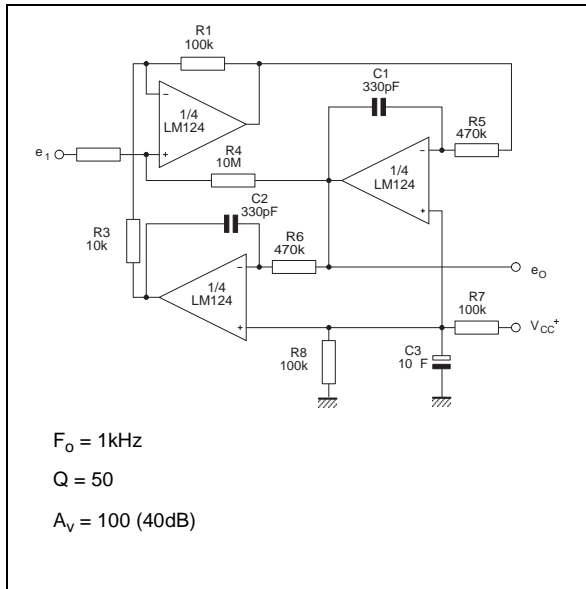 R1
100k
C1
330pF
1/4
LM124
R5
470k
e1
R4
10M
1/4
LM124
C2
330pF
R3
10k
R6
470k
1/4
LM124
eO
R7
100k
VCC+
R8
100k
C3
10 F
Fo = 1kHz
Q = 50
Av = 100 (40dB)